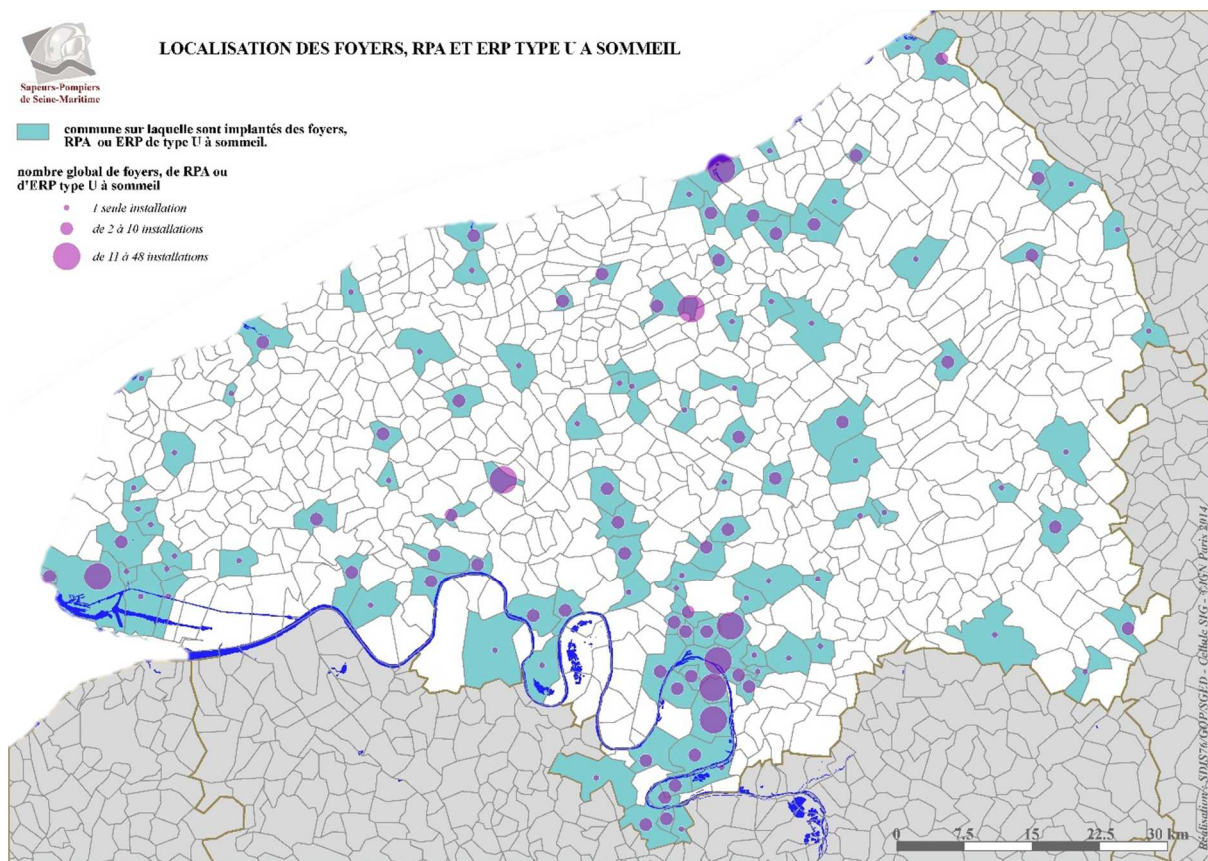 LOCALISATION DES FOYERS, RPA ET ERP TYPE U A SOMMEIL
Sapeurs-Pompiers
de Seine-Maritime
commune sur laquelle sont implantés des foyers,
RPA ou ERP de type U à sommeil.
nombre global de foyers, de RPA ou
d'ERP type U à sommeil
1 seule installation
de 2 à 10 installations
de 11 à 48 installations
0 7.5 15 22.5 30 km
Réalisation : SDIS76/GOP/SGED - Cellule SIG - ©IGN Paris 2014.